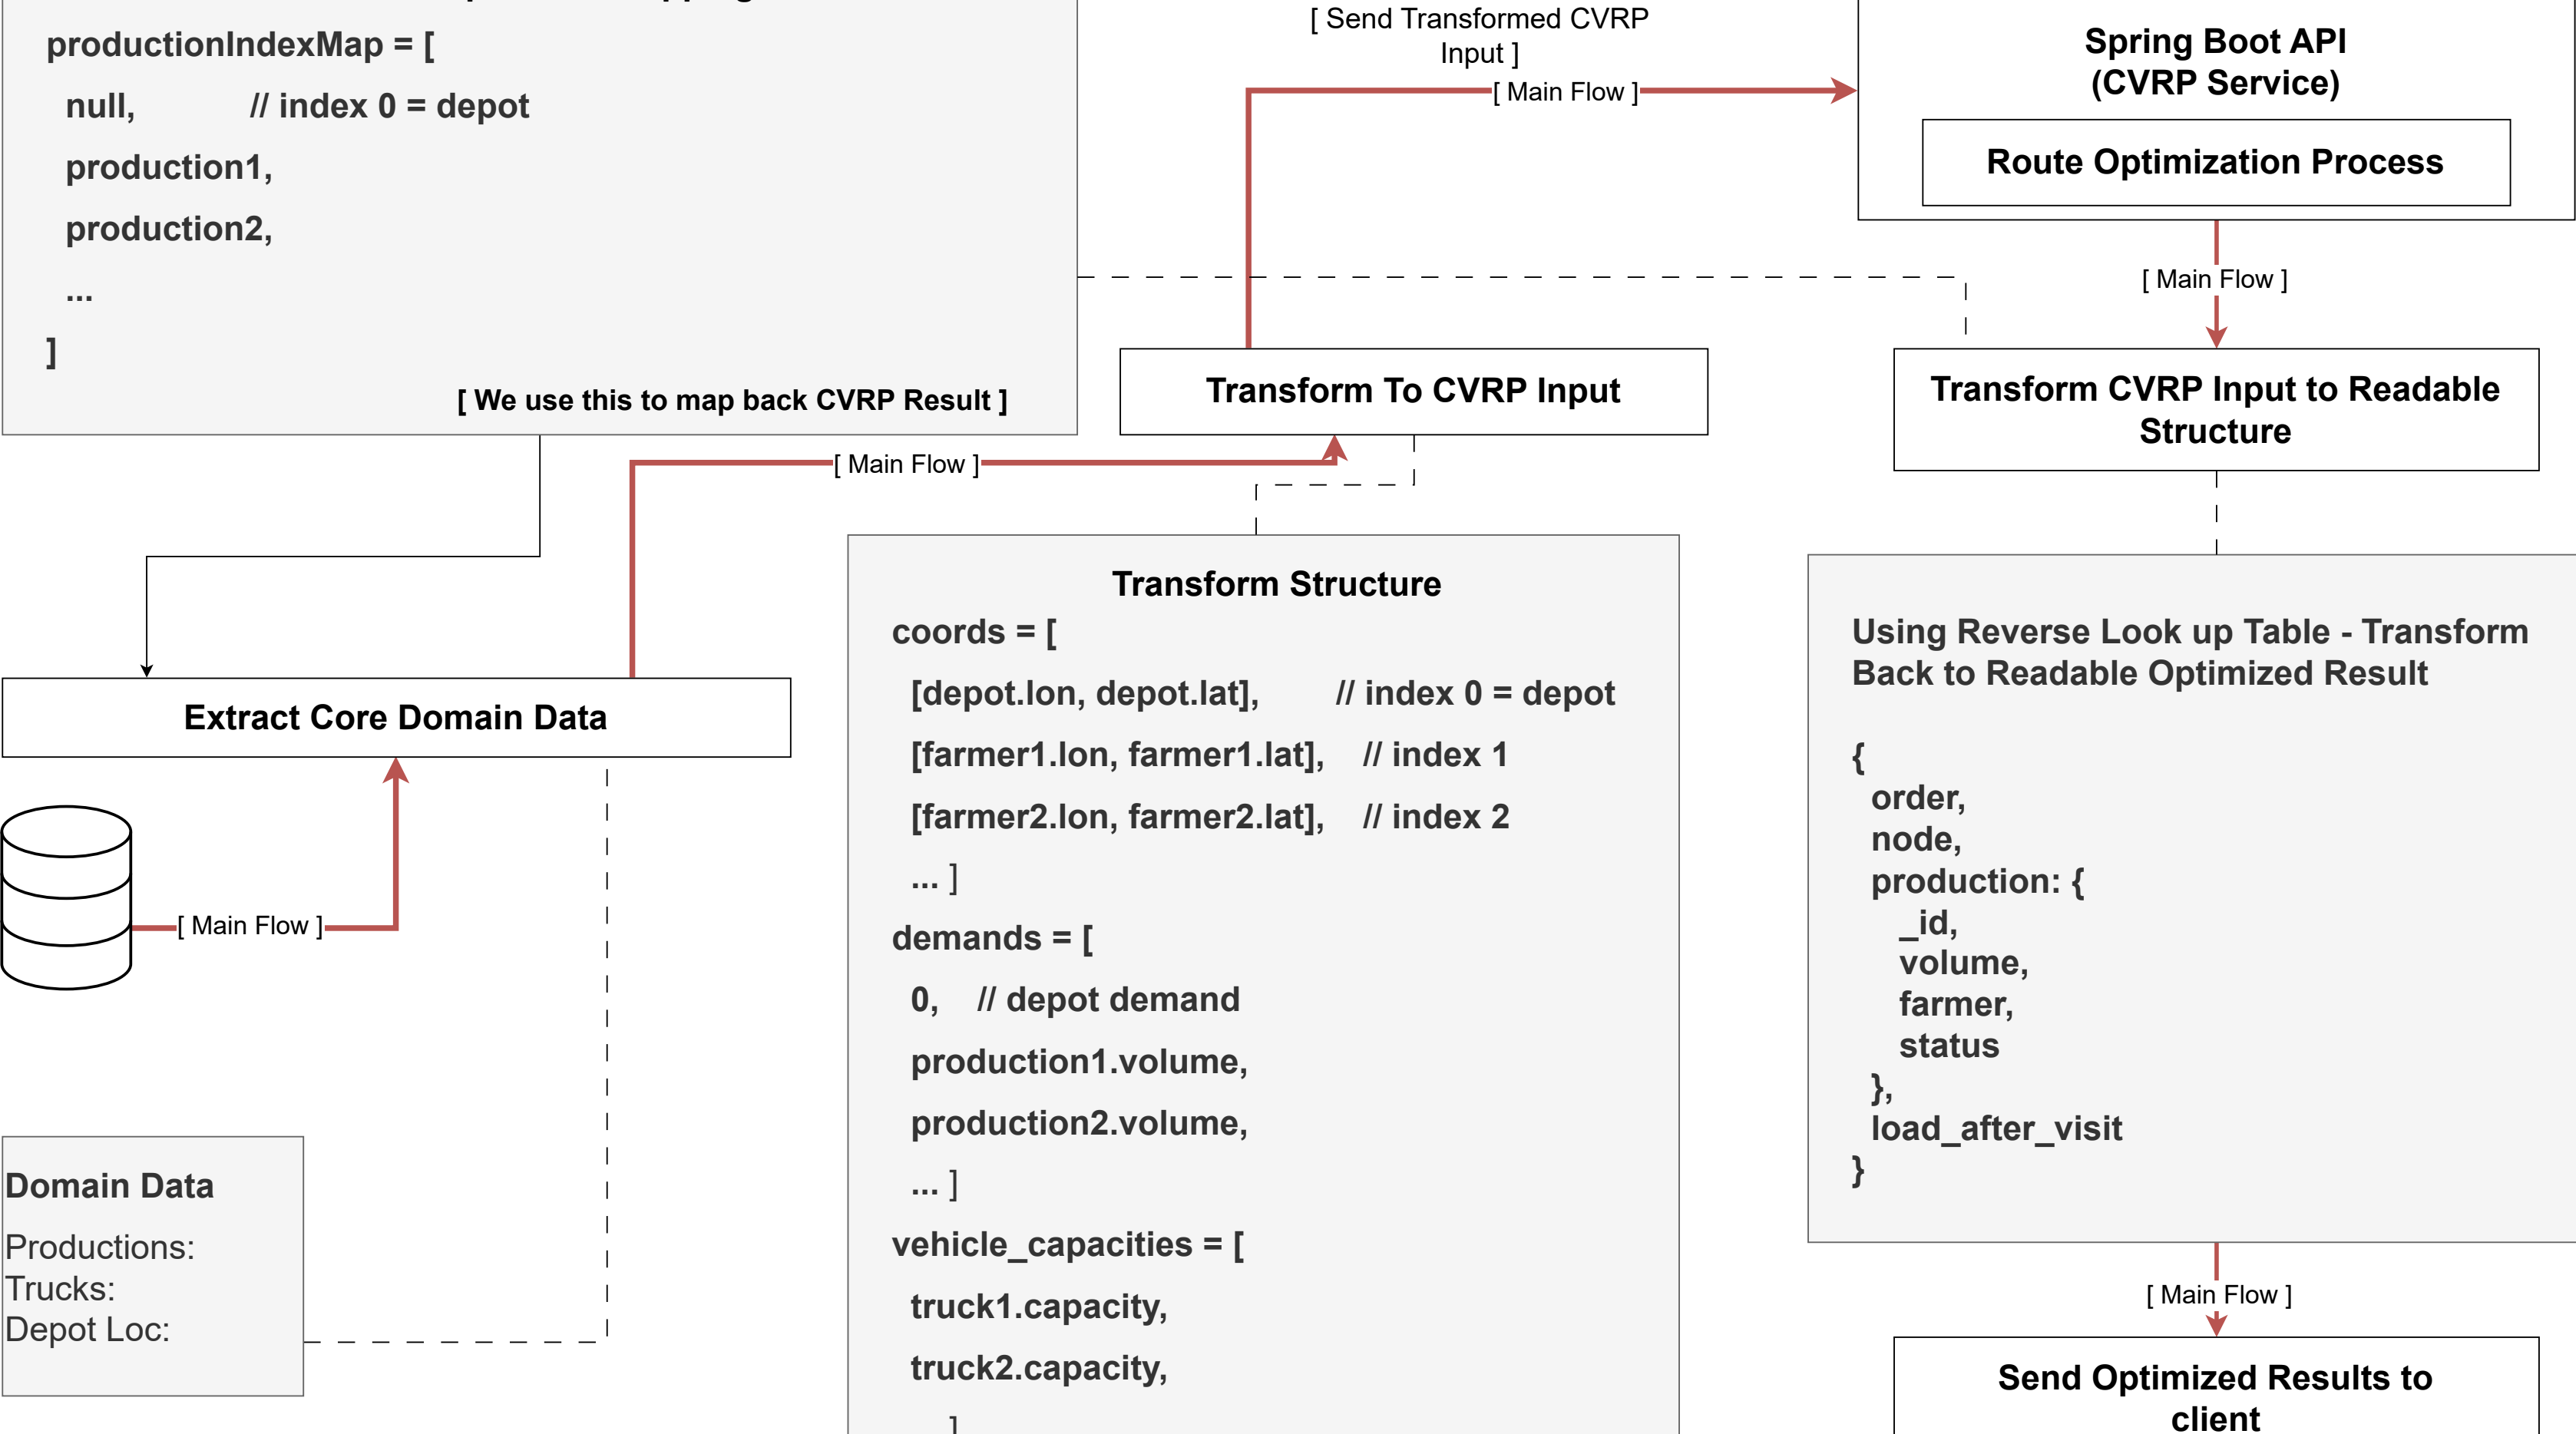 productionIndexMap = [
null, // index 0 = depot
production1,
production2,
...
]
[ We use this to map back CVRP Result ]
[ Send Transformed CVRP
Input ]
[ Main Flow ]
Spring Boot API
(CVRP Service)
Route Optimization Process
[ Main Flow ]
Transform To CVRP Input
Transform CVRP Input to Readable
Structure
[ Main Flow ]
Extract Core Domain Data
[ Main Flow ]
Domain Data
Productions:
Trucks:
Depot Loc:
Transform Structure
coords = [
[depot.lon, depot.lat], // index 0 = depot
[farmer1.lon, farmer1.lat], // index 1
[farmer2.lon, farmer2.lat], // index 2
... ]
demands = [
0, // depot demand
production1.volume,
production2.volume,
... ]
vehicle_capacities = [
truck1.capacity,
truck2.capacity,
]
Using Reverse Look up Table - Transform
Back to Readable Optimized Result
{
order,
node,
production: {
_id,
volume,
farmer,
status
},
load_after_visit
}
[ Main Flow ]
Send Optimized Results to
client